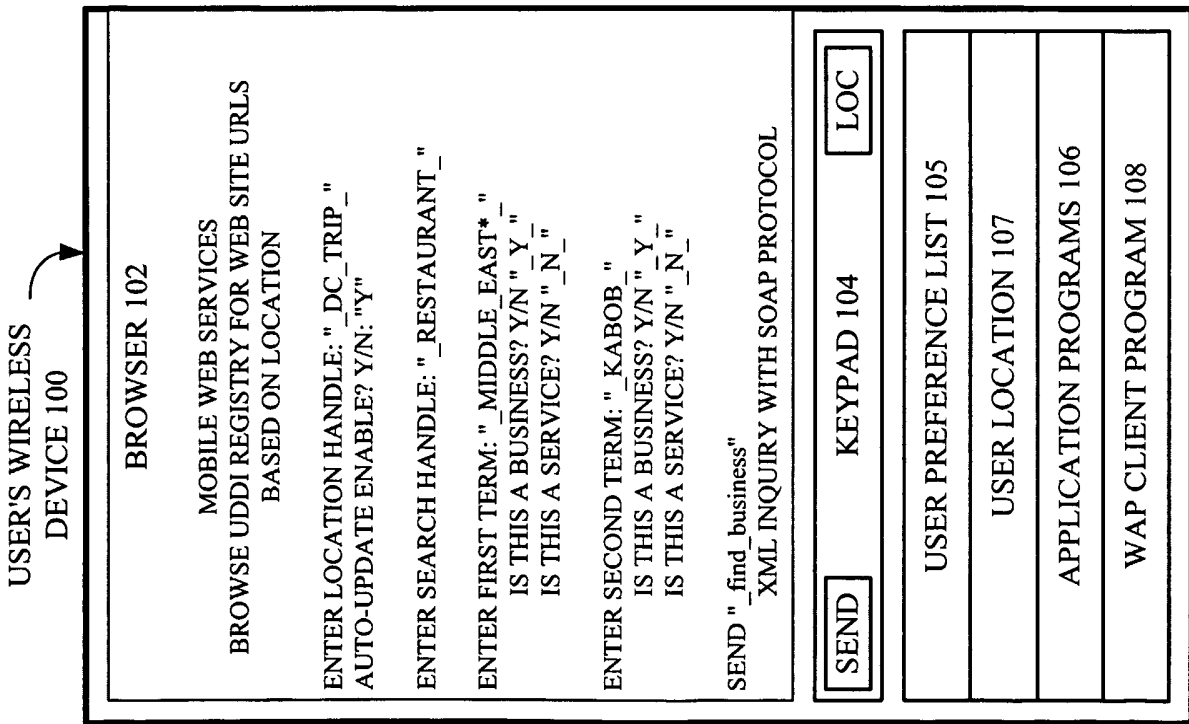 USER'S WIRELESS
DEVICE 100
BROWSER 102
MOBILE WEB SERVICES
BROWSE UDDI REGISTRY FOR WEB SITE URLS
BASED ON LOCATION
ENTER LOCATION HANDLE: "_DC_TRIP_"
AUTO-UPDATE ENABLE? Y/N: "Y"
ENTER SEARCH HANDLE: "_RESTAURANT_"
ENTER FIRST TERM: "_MIDDLE_EAST*_"
IS THIS A BUSINESS? Y/N "_Y_"
IS THIS A SERVICE? Y/N "_N_"
ENTER SECOND TERM: "_KABOB_"
IS THIS A BUSINESS? Y/N "_Y_"
IS THIS A SERVICE? Y/N "_N_"
SEND "_find_business"
XML INQUIRY WITH SOAP PROTOCOL
SEND KEYPAD 104 LOC
USER PREFERENCE LIST 105
USER LOCATION 107
APPLICATION PROGRAMS 106
WAP CLIENT PROGRAM 108